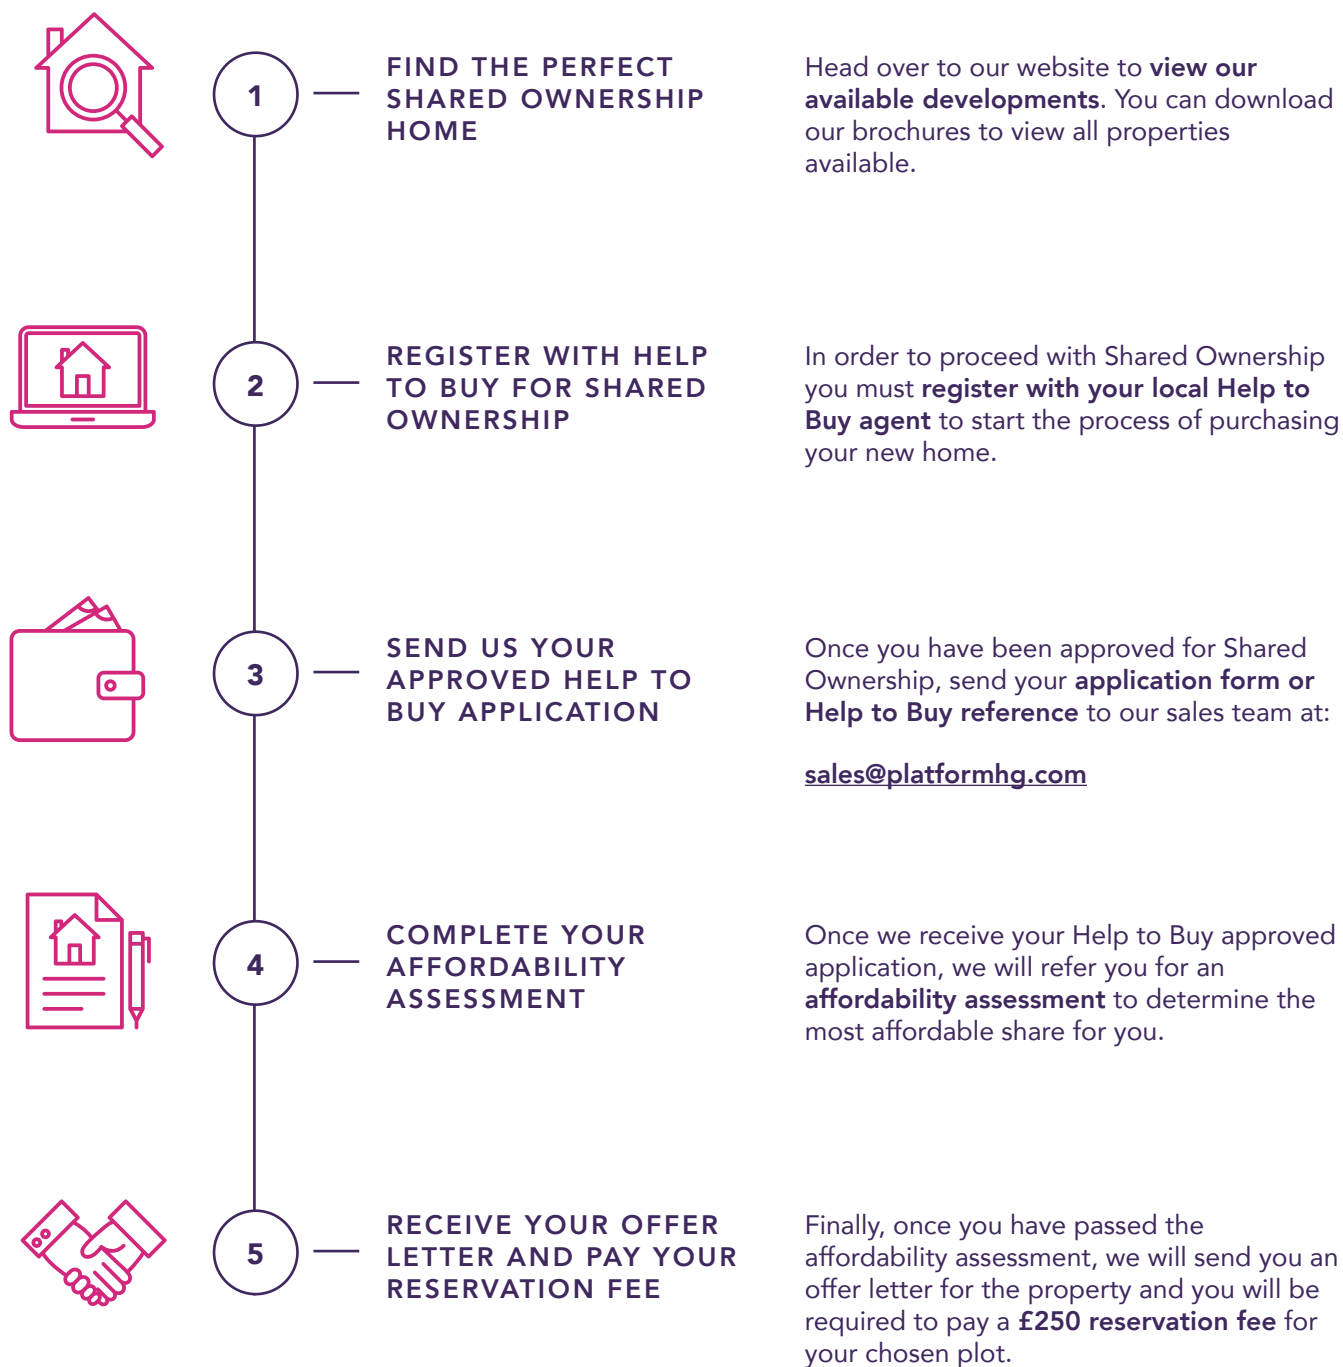 1
FIND THE PERFECT
SHARED OWNERSHIP
HOME
Head over to our website to view our
available developments. You can download
our brochures to view all properties
available.
2
REGISTER WITH HELP
TO BUY FOR SHARED
OWNERSHIP
In order to proceed with Shared Ownership
you must register with your local Help to
Buy agent to start the process of purchasing
your new home.
3
SEND US YOUR
APPROVED HELP TO
BUY APPLICATION
Once you have been approved for Shared
Ownership, send your application form or
Help to Buy reference to our sales team at:
sales@platformhg.com
4
COMPLETE YOUR
AFFORDABILITY
ASSESSMENT
Once we receive your Help to Buy approved
application, we will refer you for an
affordability assessment to determine the
most affordable share for you.
5
RECEIVE YOUR OFFER
LETTER AND PAY YOUR
RESERVATION FEE
Finally, once you have passed the
affordability assessment, we will send you an
offer letter for the property and you will be
required to pay a £250 reservation fee for
your chosen plot.